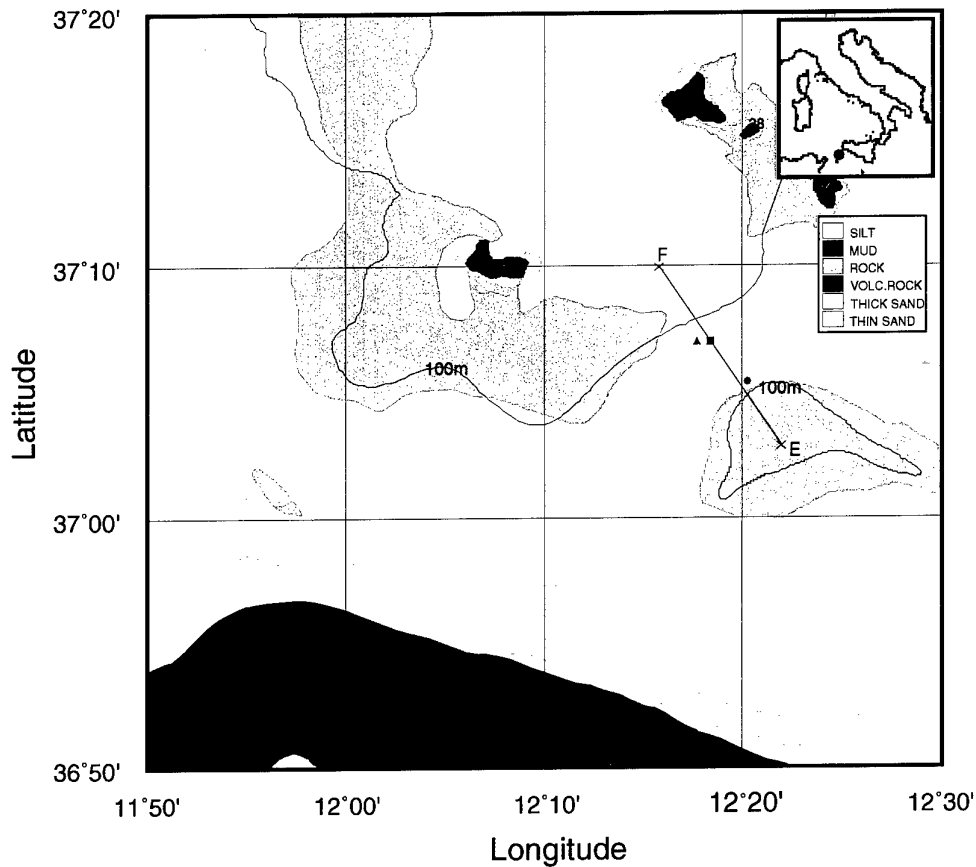 37°20'
28
SILT
MUD
ROCK
VOLC.ROCK
THICK SAND
THIN SAND
F
37°10'
100m
100m
E
Latitude
37°00'
36°50'
11°50'
12°00'
12°10'
12°20'
12°30'
Longitude